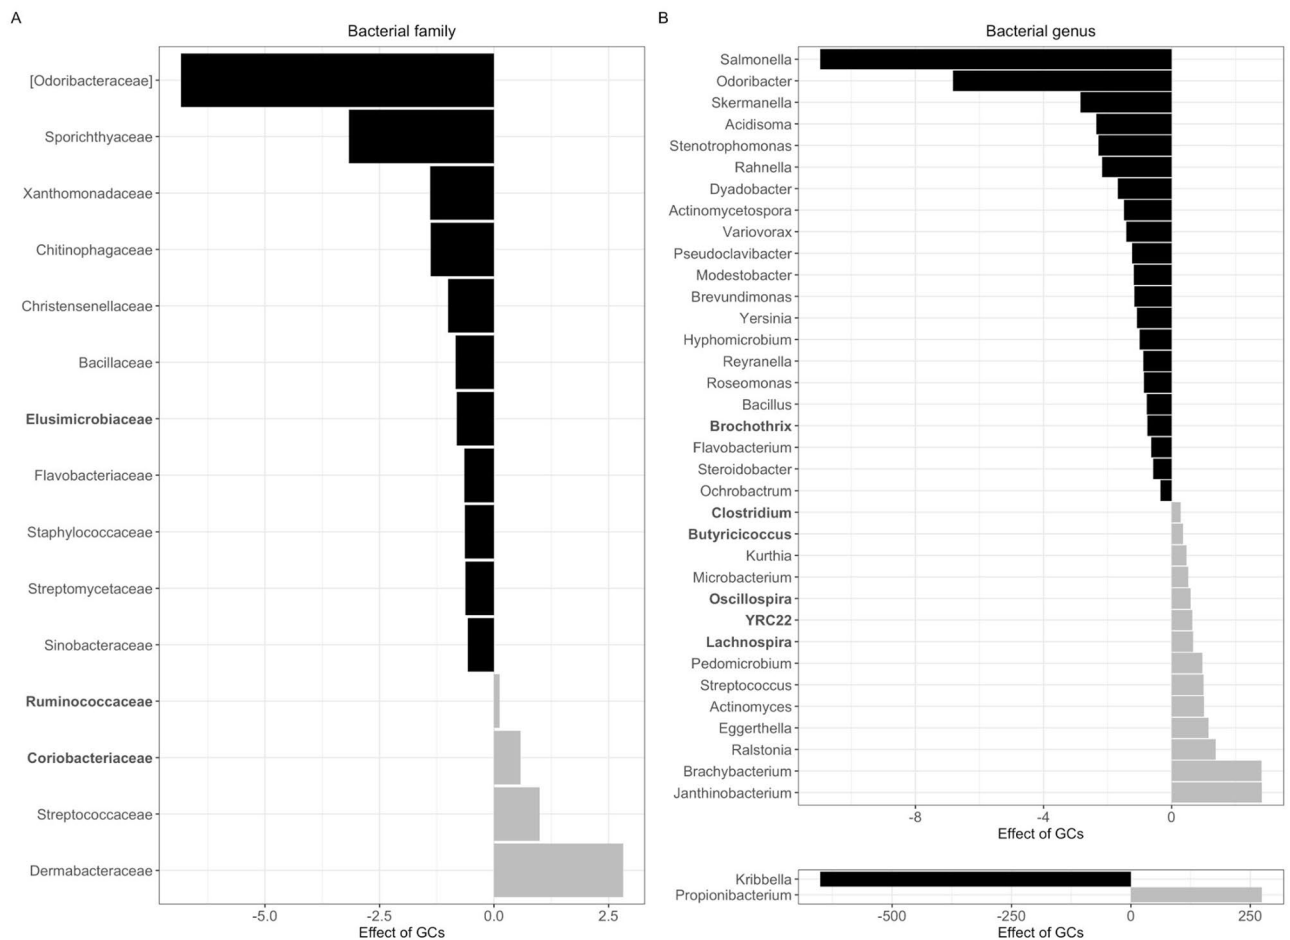 A
Bacterial family
[Odoribacteraceae]
Sporichthyaceae
Xanthomonadaceae
Chitinophagaceae
Christensenellaceae
Bacillaceae
Elusimicrobiaceae
Flavobacteriaceae
Staphylococcaceae
Streptomycetaceae
Sinobacteraceae
Ruminococcaceae
Coriobacteriaceae
Streptococcaceae
Dermabacteraceae
-5.0 -2.5 0.0 2.5
Effect of GCs
B
Bacterial genus
Salmonella
Odoribacter
Skermanella
Acidisoma
Stenotrophomonas
Rahnella
Dyadobacter
Actinomycetospora
Variovorax
Pseudoclavibacter
Modestobacter
Brevundimonas
Yersinia
Hyphomicrobium
Reyranella
Roseomonas
Bacillus
Brochothrix
Flavobacterium
Steroidobacter
Ochrobactrum
Clostridium
Butyricicoccus
Kurthia
Microbacterium
Oscillospira
YRC22
Lachnospira
Pedomicrobium
Streptococcus
Actinomyces
Eggerthella
Ralstonia
Brachybacterium
Janthinobacterium
-8 -4 0
Effect of GCs
Kribbella
Propionibacterium
-500 -250 0 250
Effect of GCs